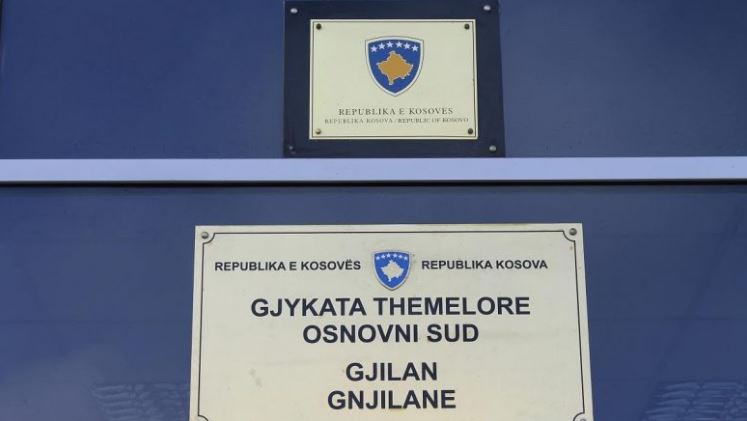 REPUBLIKA E KOSOVËS
REPUBLIKA KOSOVA / REPUBLIC OF KOSOVO
REPUBLIKA E KOSOVËS REPUBLIKA KOSOVA
GJYKATA THEMELORE
OSNOVNI SUD
GJILAN
GNJILANE